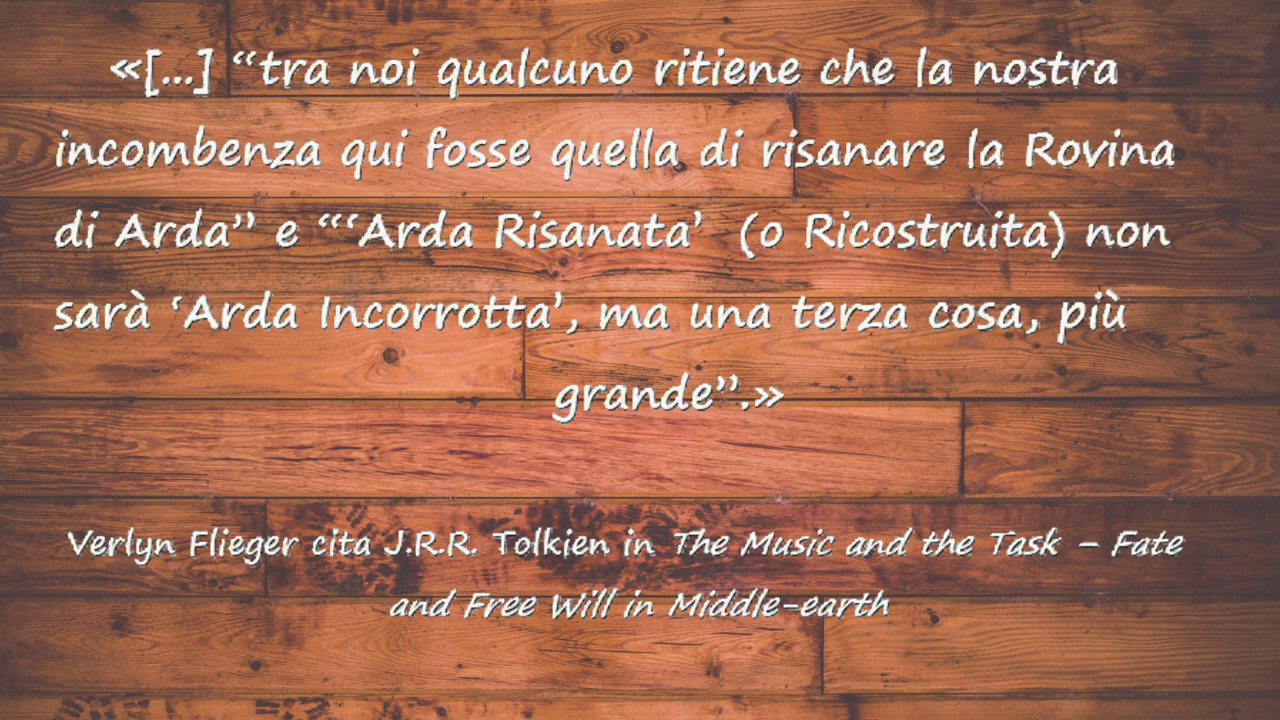 «[...] “tra noi qualcuno ritiene che la nostra
incombenza qui fosse quella di risanare la Rovina
di Arda” e “‘Arda Risanata’ (o Ricostruita) non
sarà ‘Arda Incorrotta’, ma una terza cosa, più
grande”.»
Verlyn Flieger cita J.R.R. Tolkien in The Music and the Task – Fate
and Free Will in Middle-earth